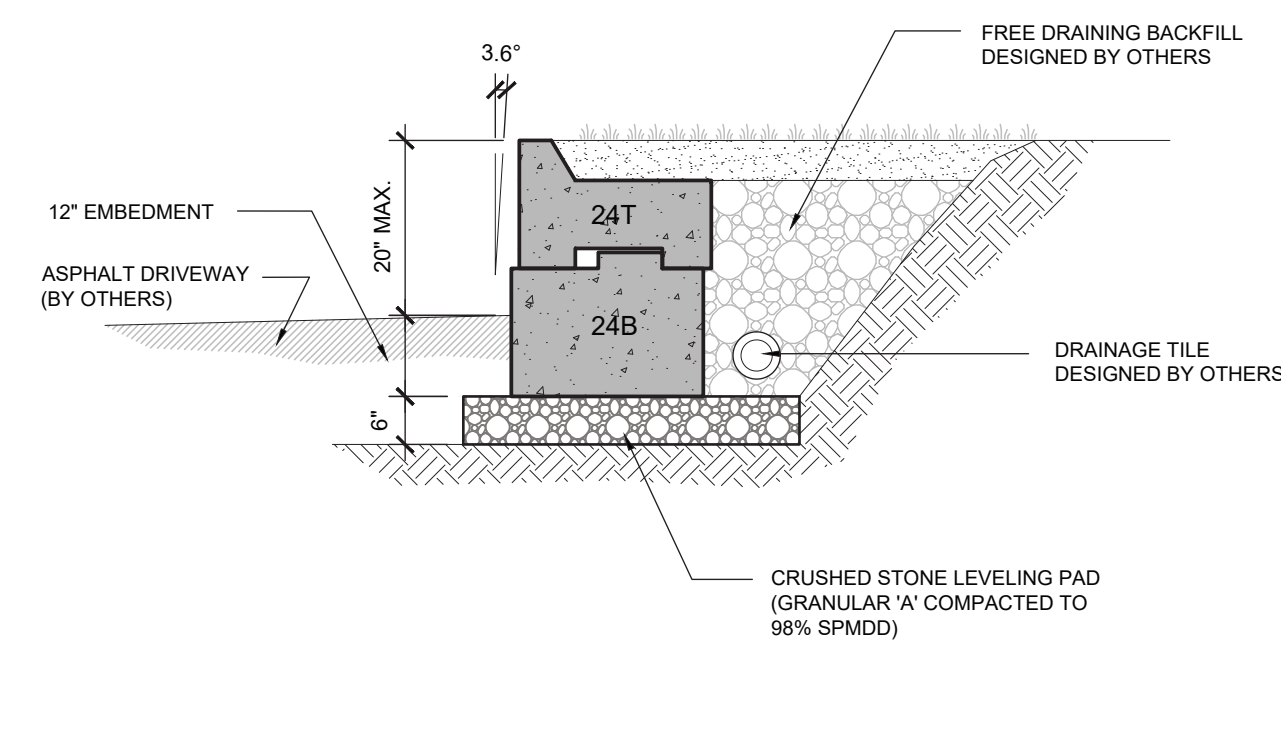 FREE DRAINING BACKFILL
DESIGNED BY OTHERS
3.6°
12" EMBEDMENT
20" MAX.
24T
ASPHALT DRIVEWAY
(BY OTHERS)
24B
DRAINAGE TILE
DESIGNED BY OTHERS
6"
CRUSHED STONE LEVELING PAD
(GRANULAR 'A' COMPACTED TO
98% SPMDD)